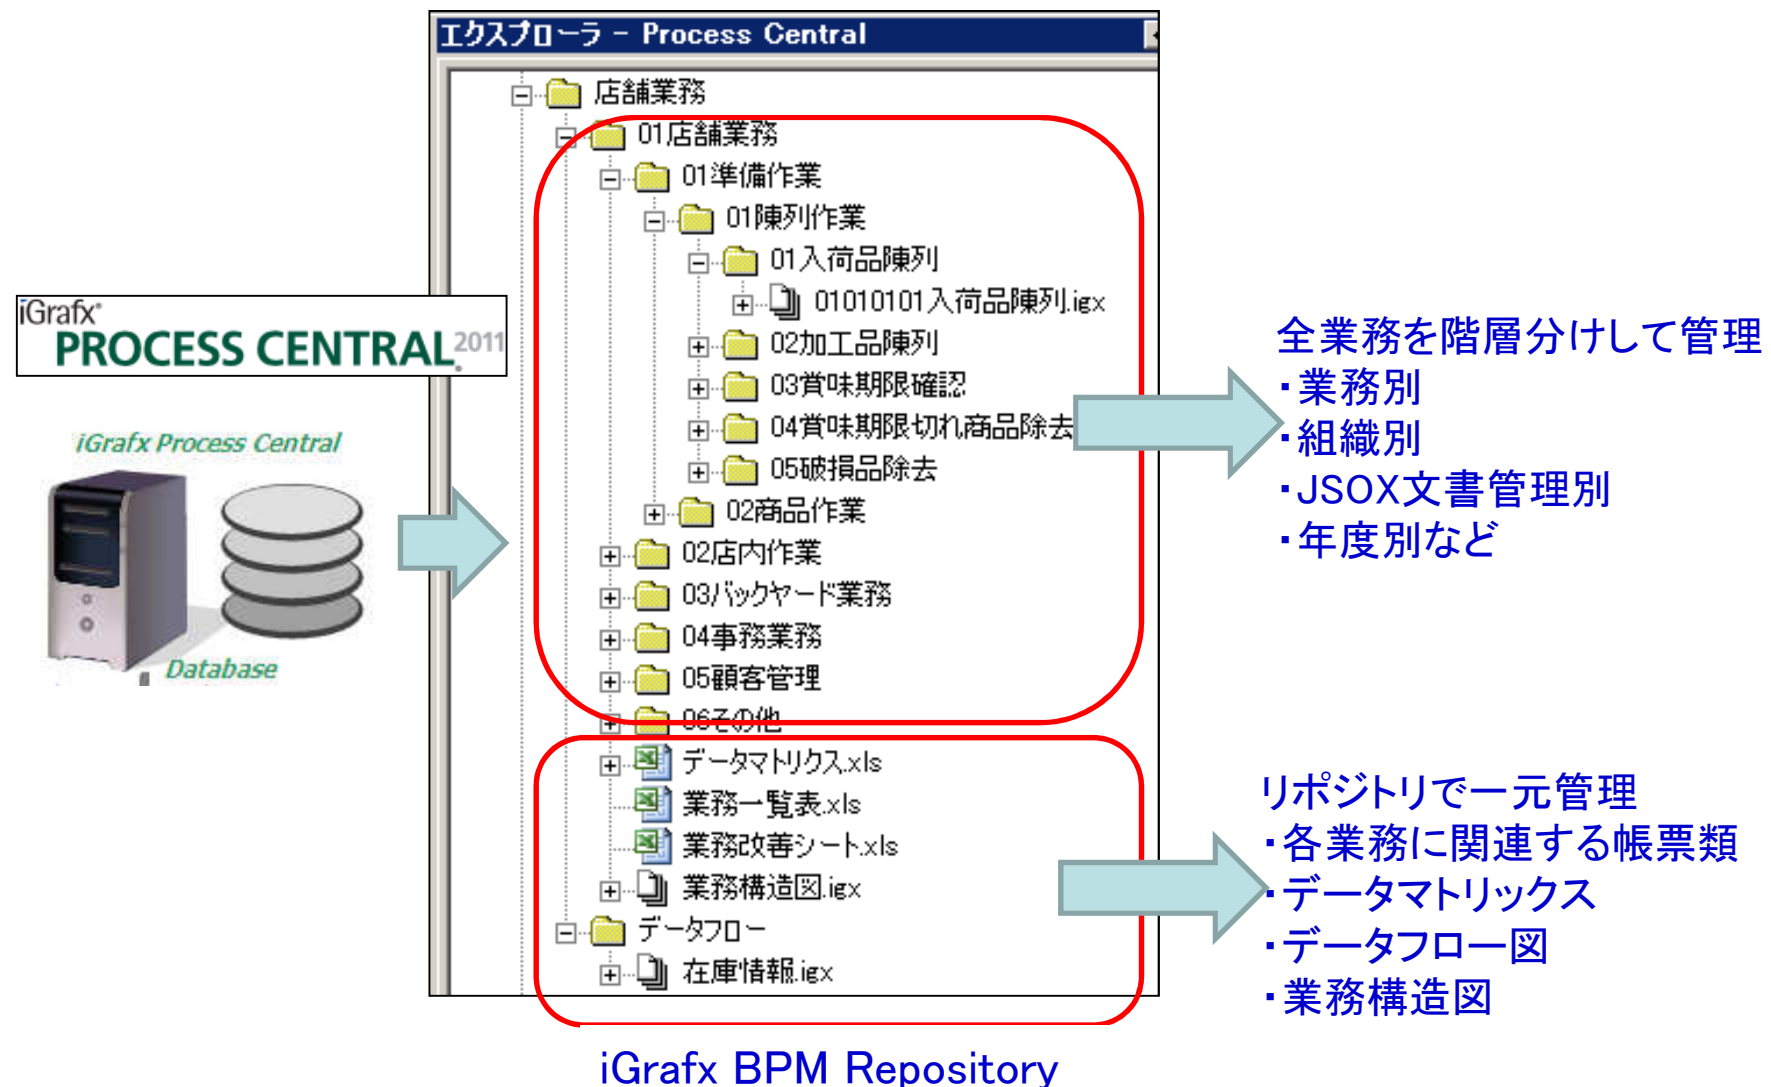 エクスプローラ - Process Central
店舗業務
01店舗業務
01準備作業
01陳列作業
01入荷品陳列
01010101入荷品陳列.igx
02加工品陳列
03賞味期限確認
04賞味期限切れ商品除去
05破損品除去
02商品作業
02店内作業
03バックヤード業務
04事務業務
05顧客管理
06その他
データマトリクス.xls
業務一覧表.xls
業務改善シート.xls
業務構造図.igx
データフロー
在庫情報.igx
iGrafx®
PROCESS CENTRAL 2011
iGrafx Process Central
Database
全業務を階層分けして管理
・業務別
・組織別
・JSOX文書管理別
・年度別など
リポジトリで一元管理
・各業務に関連する帳票類
・データマトリックス
・データフロー図
・業務構造図
iGrafx BPM Repository